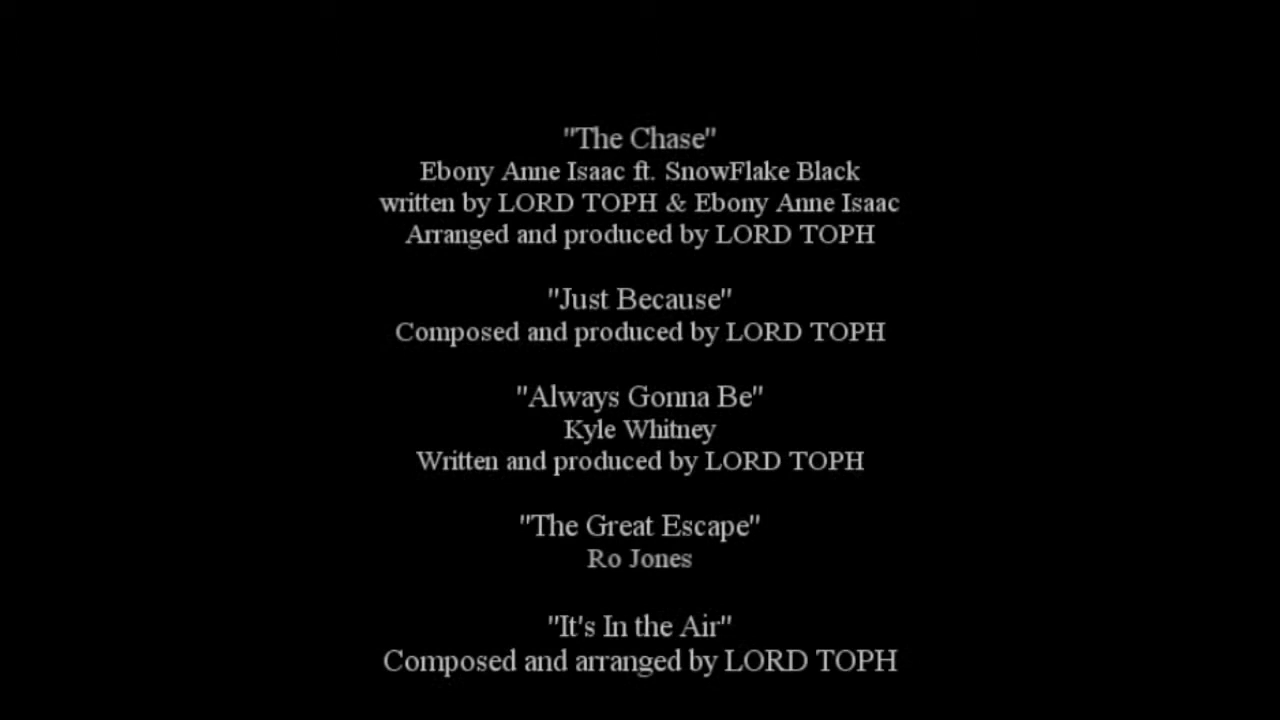 "The Chase"
Ebony Anne Isaac ft. SnowFlake Black
written by LORD TOPH & Ebony Anne Isaac
Arranged and produced by LORD TOPH
"Just Because"
Composed and produced by LORD TOPH
"Always Gonna Be"
Kyle Whitney
Written and produced by LORD TOPH
"The Great Escape"
Ro Jones
"It's In the Air"
Composed and arranged by LORD TOPH